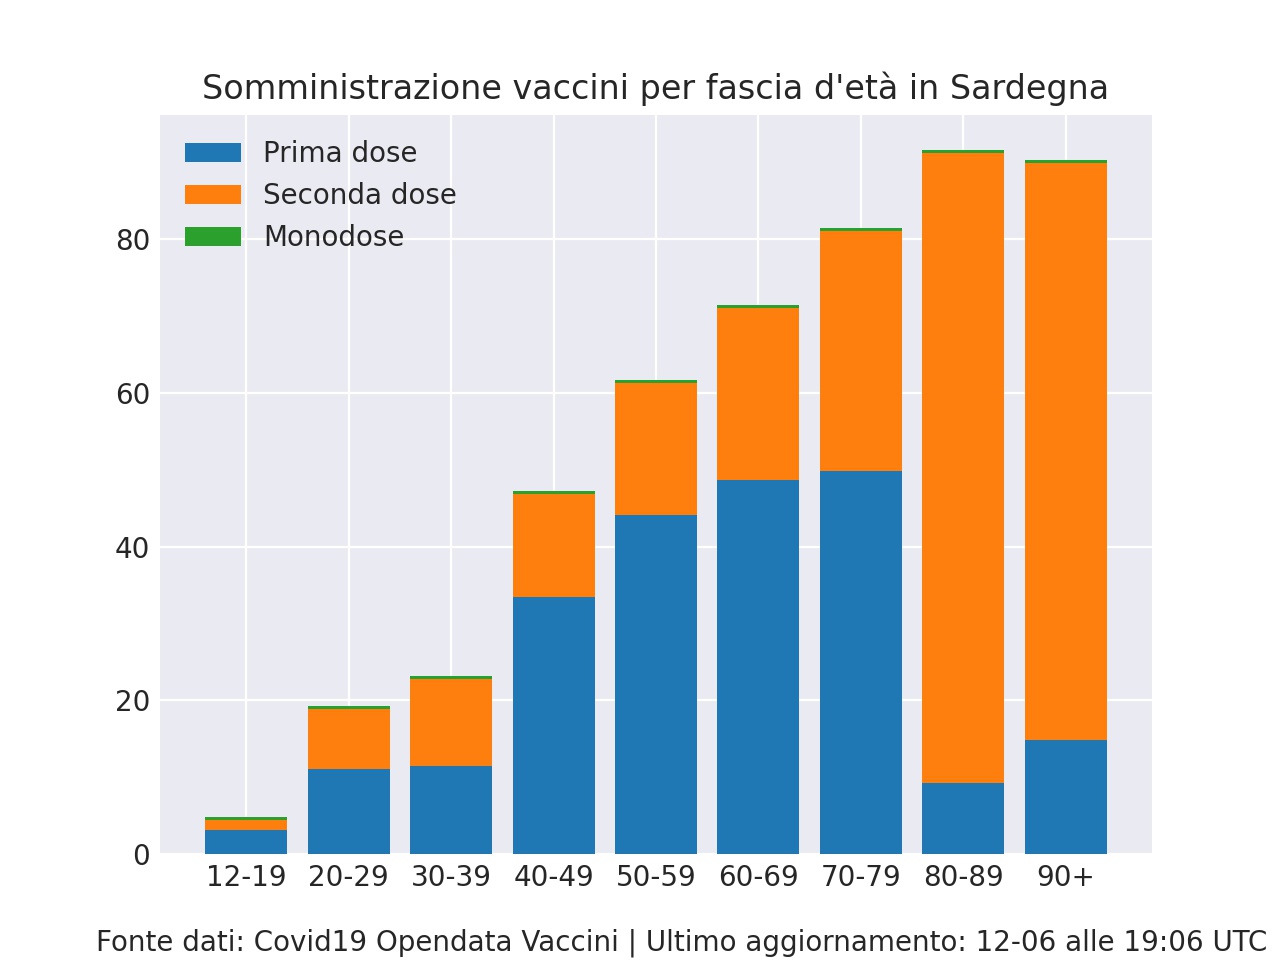 Somministrazione vaccini per fascia d'età in Sardegna
Prima dose
Seconda dose
Monodose
80
60
40
20
0
12-19 20-29 30-39 40-49 50-59 60-69 70-79 80-89 90+
Fonte dati: Covid19 Opendata Vaccini | Ultimo aggiornamento: 12-06 alle 19:06 UTC